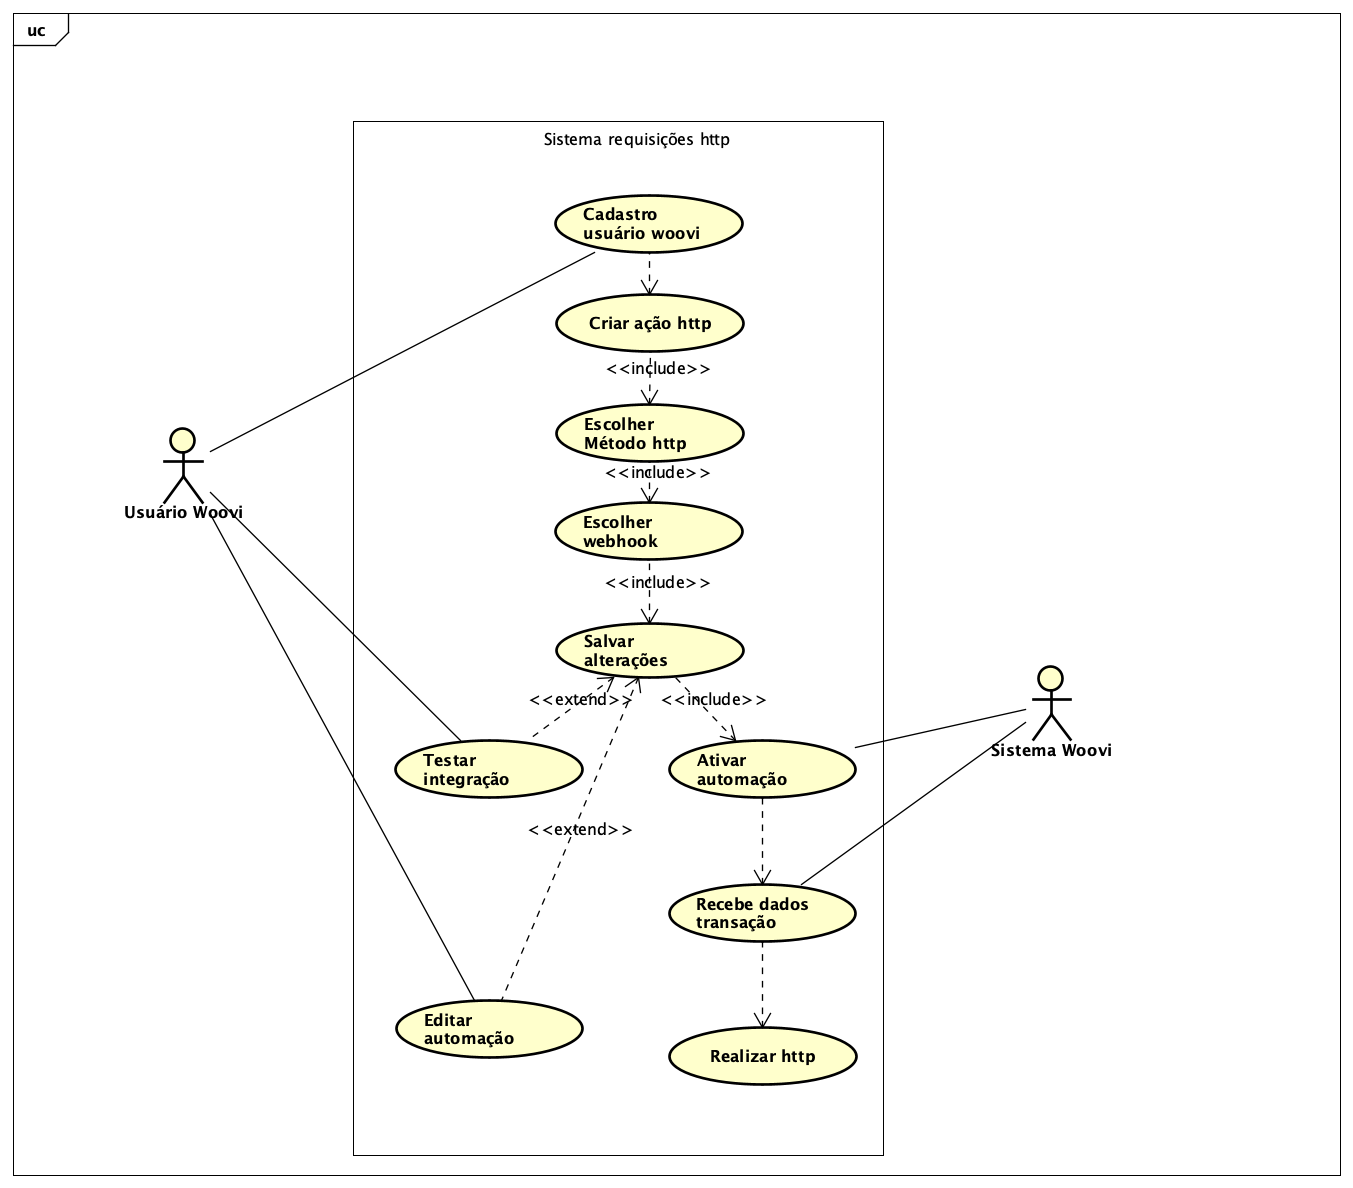 uc
Sistema requisições http
Cadastro
usuário woovi
Criar ação http
<<include>>
Escolher
Método http
<<include>>
Escolher
webhook
<<include>>
Salvar
alterações
<<extend>>
<<include>>
Testar
integração
Ativar
automação
<<extend>>
Recebe dados
transação
Editar
automação
Realizar http
Usuário Woovi
Sistema Woovi